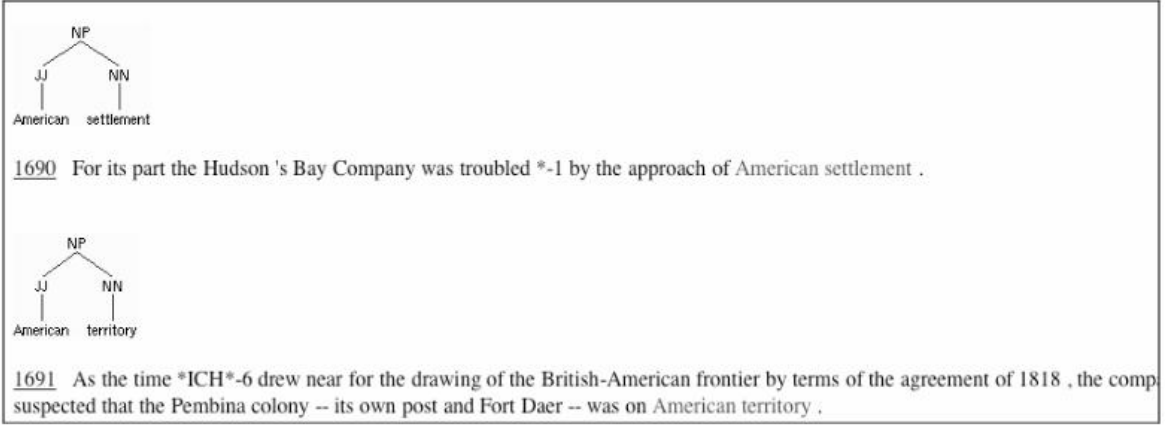 NP
JJ NN
American settlement
1690 For its part the Hudson 's Bay Company was troubled *-1 by the approach of American settlement .
NP
JJ NN
American territory
1691 As the time *ICH*-6 drew near for the drawing of the British-American frontier by terms of the agreement of 1818 , the comp
suspected that the Pembina colony -- its own post and Fort Daer -- was on American territory .